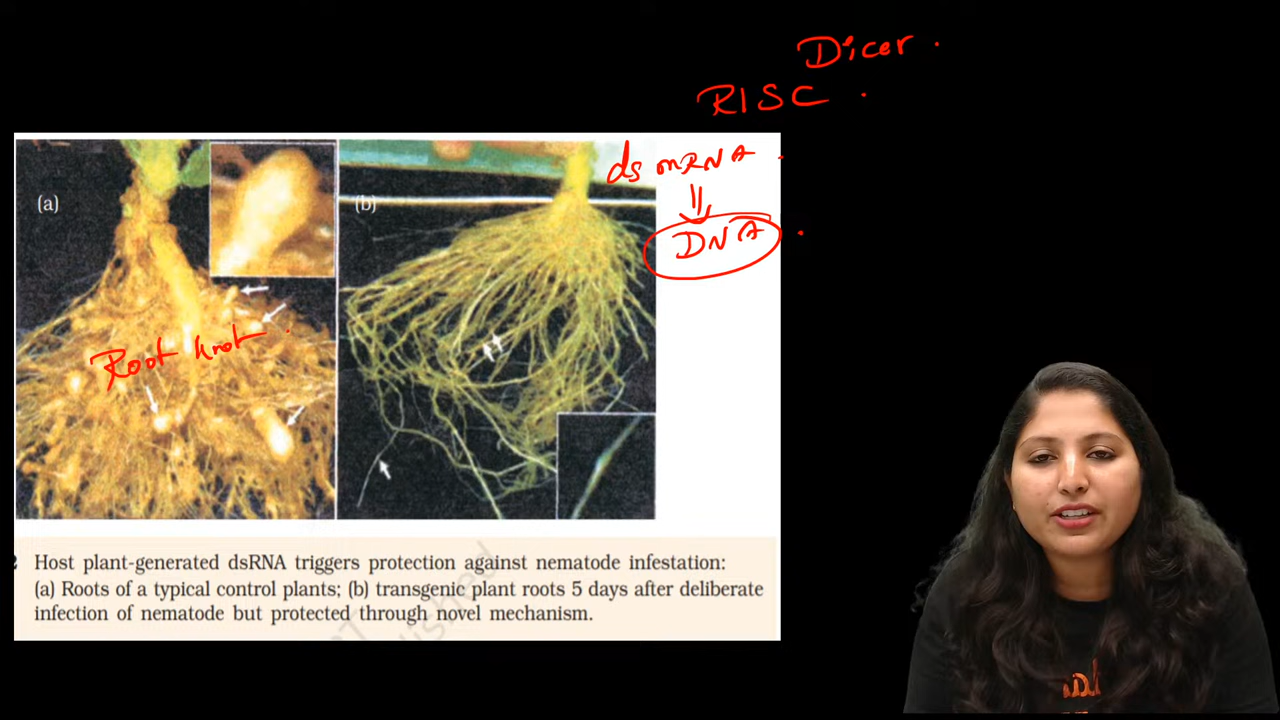 Dicer .
RISC .
ds mRNA .
DNA .
(a)
(b)
Root knot .
2 Host plant-generated dsRNA triggers protection against nematode infestation:
(a) Roots of a typical control plants; (b) transgenic plant roots 5 days after deliberate
infection of nematode but protected through novel mechanism.